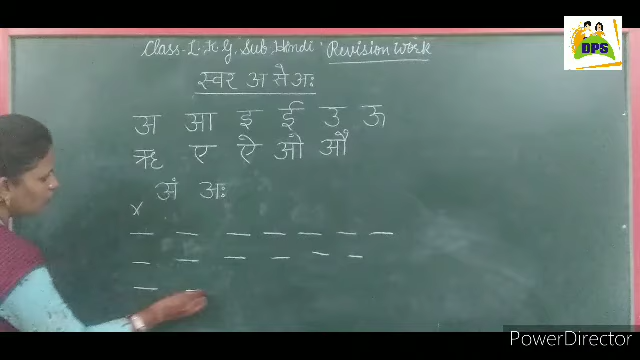 Class-L.K.G. Sub Hindi Revision work
स्वर अ से अः
अ आ इ ई उ ऊ
ऋ ए ऐ ओ औ
अं अः
x
DPS
PowerDirector